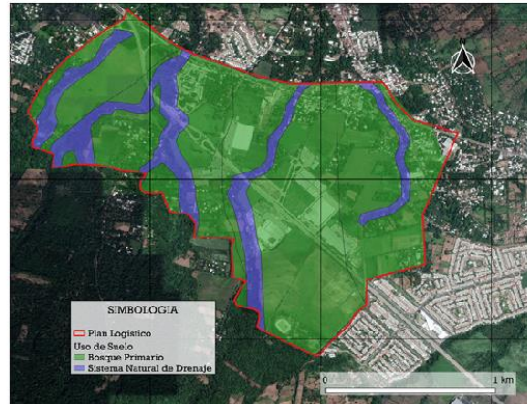 SIMBOLOGIA
Plan Logístico
Uso de Suelo
Bosque Primario
Sistema Natural de Drenaje
0 1 km